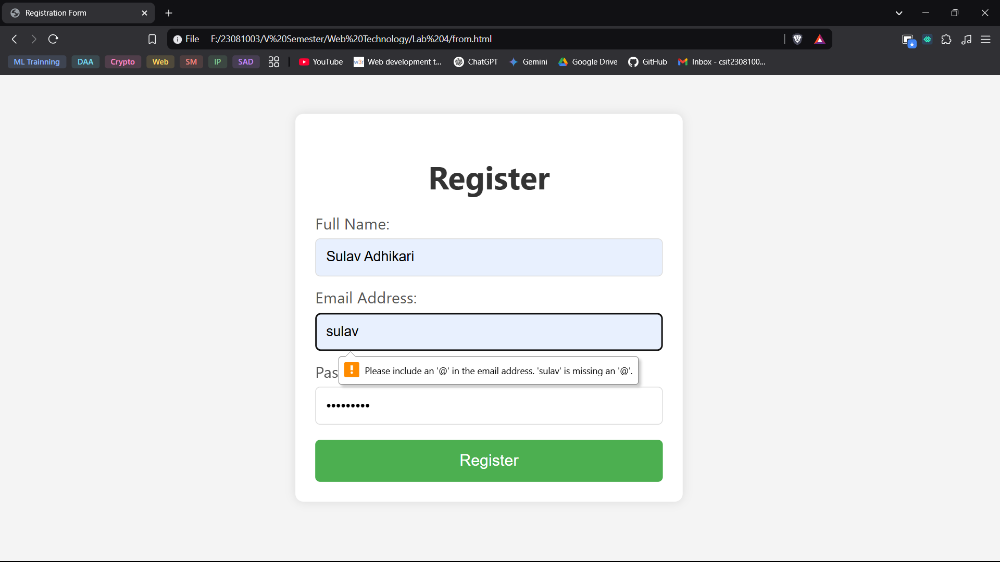 Registration Form
File F:/23081003/V%20Semester/Web%20Technology/Lab%204/from.html
ML Trainning DAA Crypto Web SM IP SAD YouTube w3r Web development t... ChatGPT Gemini Google Drive GitHub Inbox - csit2308100...
Register
Full Name:
Sulav Adhikari
Email Address:
sulav
Pas
! Please include an '@' in the email address. 'sulav' is missing an '@'.
•••••••••
Register